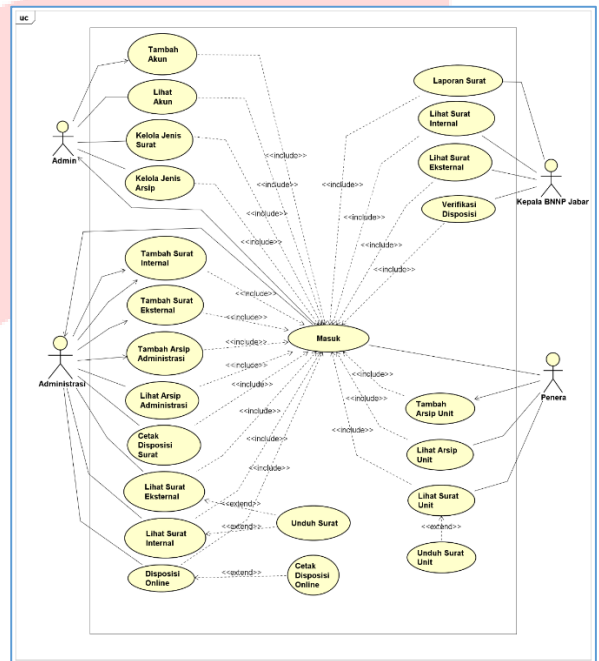 uc
Tambah
Akun
Lihat
Akun
Kelola Jenis
Surat
Kelola Jenis
Arsip
Admin
Laporan Surat
Lihat Surat
Internal
Lihat Surat
Eksternal
Verifikasi
Disposisi
Kepala BNNP Jabar
<<include>>
<<include>>
<<include>>
<<include>>
<<include>>
<<include>>
<<include>>
<<include>>
Tambah Surat
Internal
Tambah Surat
Eksternal
Tambah Arsip
Administrasi
Lihat Arsip
Administrasi
Cetak
Disposisi
Surat
Lihat Surat
Eksternal
Lihat Surat
Internal
Disposisi
Online
Administrasi
<<include>>
<<include>>
<<include>>
<<include>>
<<include>>
<<include>>
<<include>>
<<include>>
Masuk
<<include>>
<<include>>
<<include>>
Tambah
Arsip Unit
Lihat Arsip
Unit
Lihat Surat
Unit
Penera
<<extend>>
<<extend>>
Unduh Surat
<<extend>>
Unduh Surat
Unit
<<extend>>
Cetak
Disposisi
Online